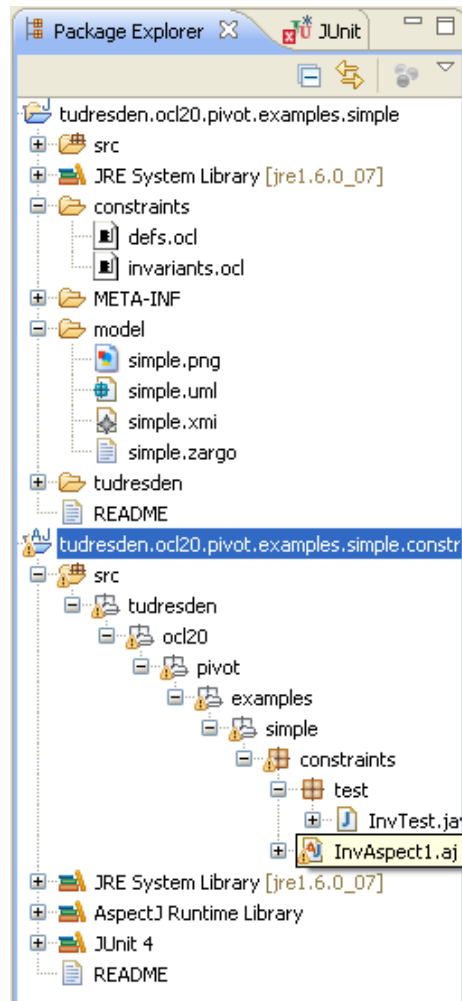 Package Explorer JUnit
tudresden.ocl20.pivot.examples.simple
src
JRE System Library [jre1.6.0_07]
constraints
defs.ocl
invariants.ocl
META-INF
model
simple.png
simple.uml
simple.xmi
simple.zargo
tudresden
README
tudresden.ocl20.pivot.examples.simple.constr
src
tudresden
ocl20
pivot
examples
simple
constraints
test
InvTest.jav
InvAspect1.aj
JRE System Library [jre1.6.0_07]
AspectJ Runtime Library
JUnit 4
README